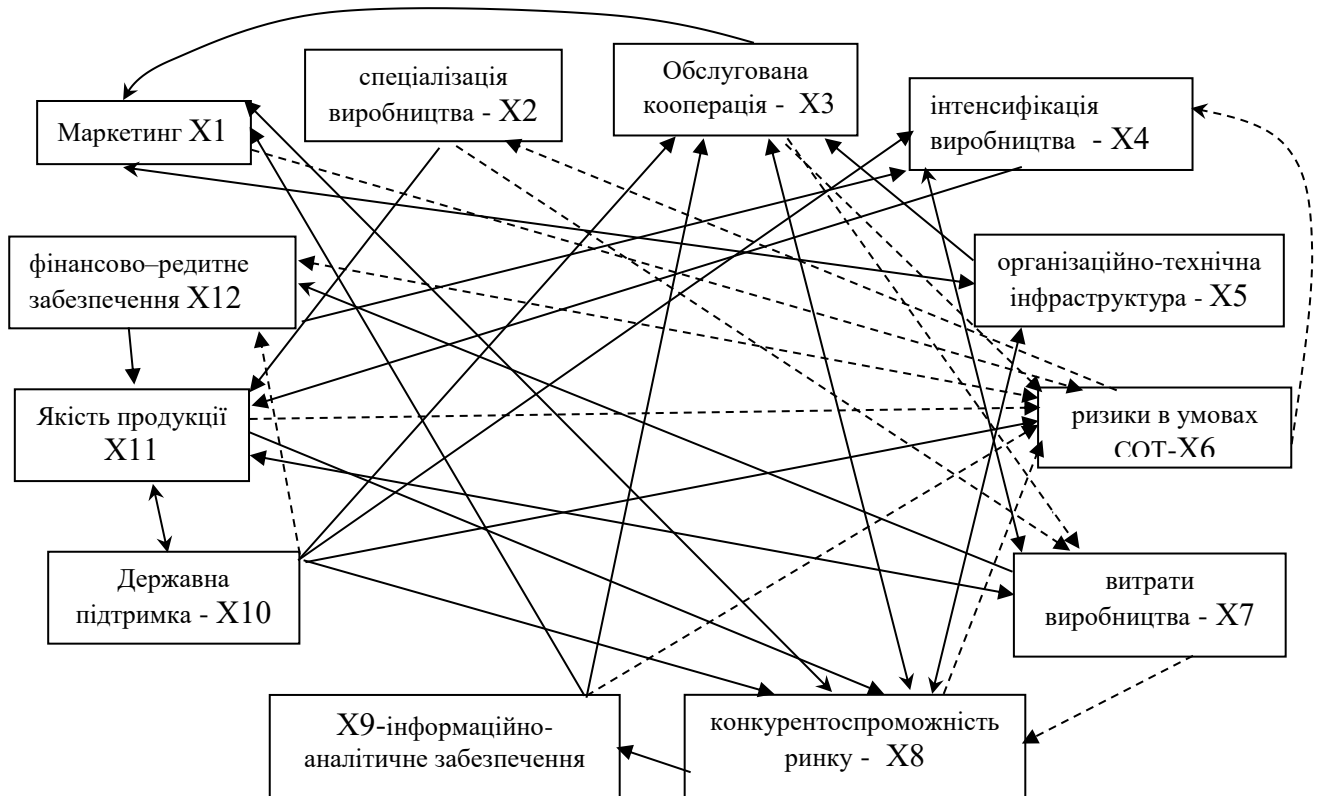 спеціалізація
виробництва - X2
Обслугована
кооперація - X3
інтенсифікація
виробництва - X4
Маркетинг X1
фінансово–редитне
забезпечення X12
організаційно-технічна
інфраструктура - X5
Якість продукції
X11
ризики в умовах
СОТ-X6
Державна
підтримка - X10
витрати
виробництва - X7
X9-інформаційно-
аналітичне забезпечення
конкурентоспроможність
ринку - X8